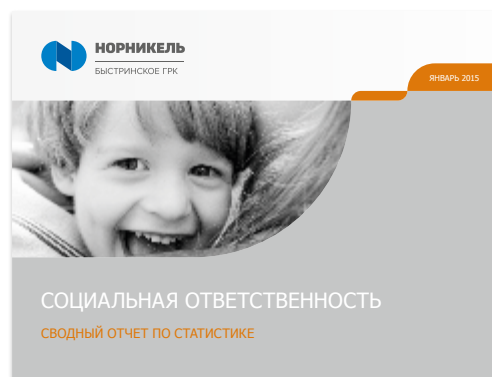 НОРНИКЕЛЬ
БЫСТРИНСКОЕ ГРК
ЯНВАРЬ 2015
СОЦИАЛЬНАЯ ОТВЕТСТВЕННОСТЬ
СВОДНЫЙ ОТЧЕТ ПО СТАТИСТИКЕ